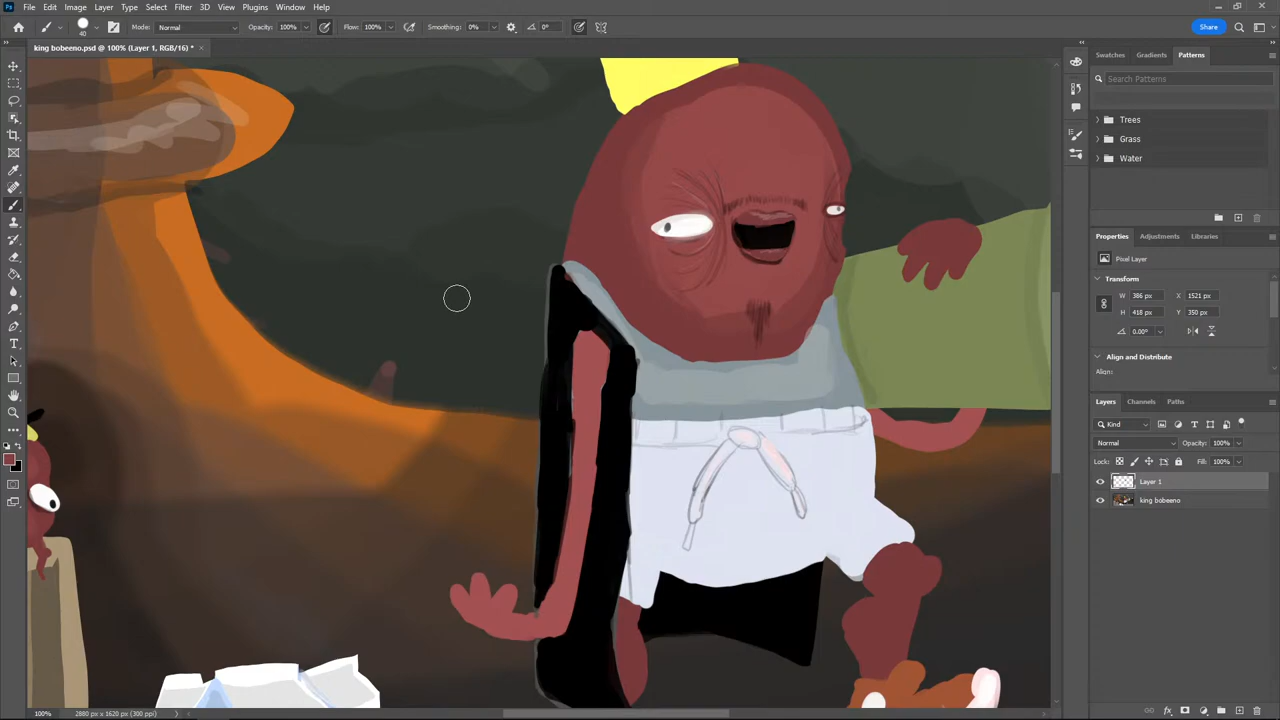 Ps File Edit Image Layer Type Select Filter 3D View Plugins Window Help
40 Mode: Normal Opacity: 100% Flow: 100% Smoothing: 0% 0° Share
king bobeeno.psd @ 100% (Layer 1, RGB/16) * ×
Swatches Gradients Patterns
Search Patterns
Trees
Grass
Water
Properties Adjustments Libraries
Pixel Layer
Transform
W 386 px X 1521 px
H 418 px Y 350 px
0.00°
Align and Distribute
Align:
Layers Channels Paths
Kind
Normal Opacity: 100%
Lock: Fill: 100%
Layer 1
king bobeeno
100% 2880 px x 1620 px (300 ppi)